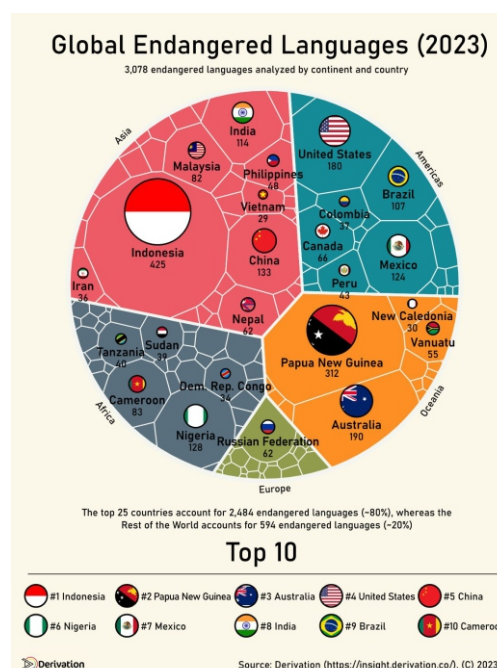 Global Endangered Languages (2023)
3,078 endangered languages analyzed by continent and country
Asia
India
114
Malaysia
82
Philippines
48
Vietnam
29
Indonesia
425
China
133
Iran
36
Nepal
62
Americas
United States
180
Brazil
107
Colombia
37
Canada
66
Mexico
124
Peru
43
Africa
Tanzania
40
Sudan
39
Dem. Rep. Congo
34
Cameroon
83
Nigeria
128
Oceania
New Caledonia
30
Vanuatu
55
Papua New Guinea
312
Australia
190
Russian Federation
62
Europe
The top 25 countries account for 2,484 endangered languages (~80%), whereas the
Rest of the World accounts for 594 endangered languages (~20%)
Top 10
#1 Indonesia #2 Papua New Guinea #3 Australia #4 United States #5 China
#6 Nigeria #7 Mexico #8 India #9 Brazil #10 Cameroo
Derivation
Source: Derivation (https://insight.derivation.co/), (C) 2023